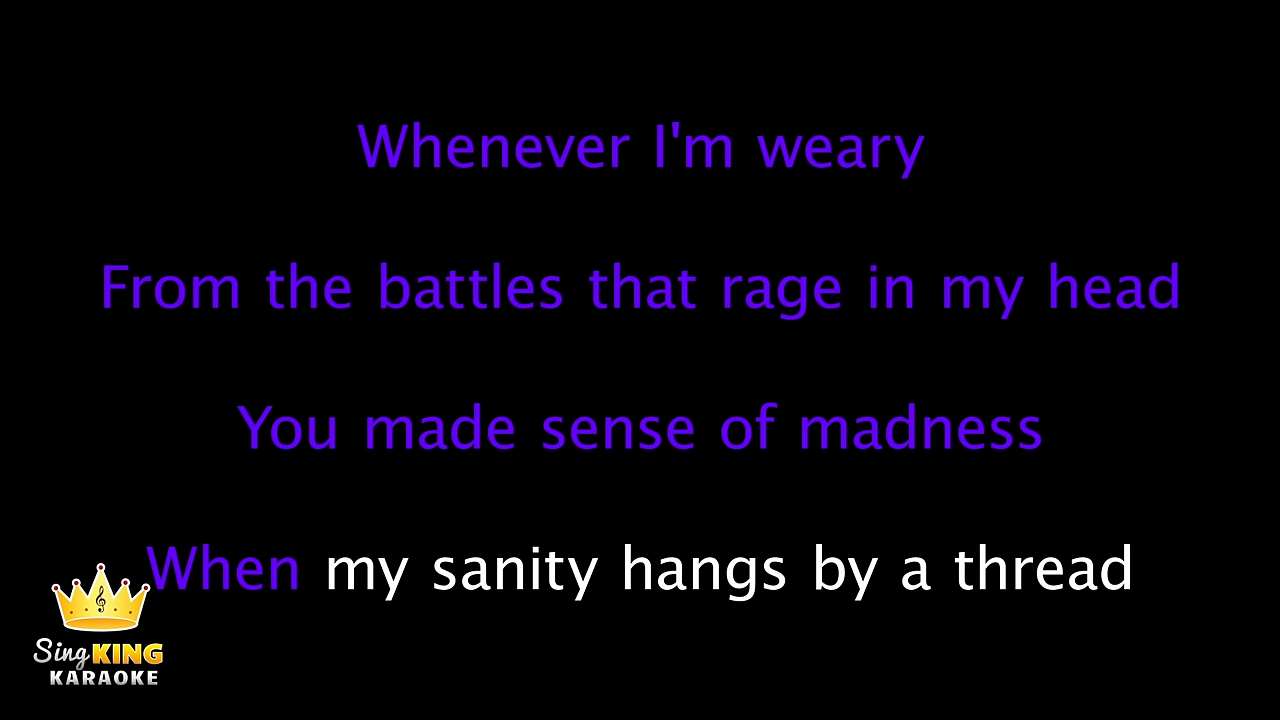 Whenever I'm weary
From the battles that rage in my head
You made sense of madness
When my sanity hangs by a thread
Sing KING
KARAOKE